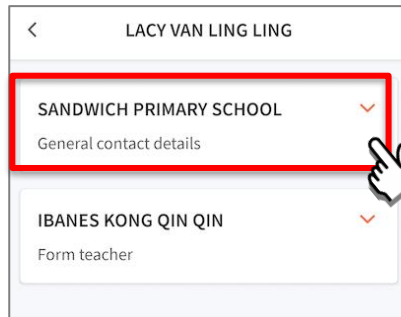 LACY VAN LING LING
SANDWICH PRIMARY SCHOOL
General contact details
IBANES KONG QIN QIN
Form teacher